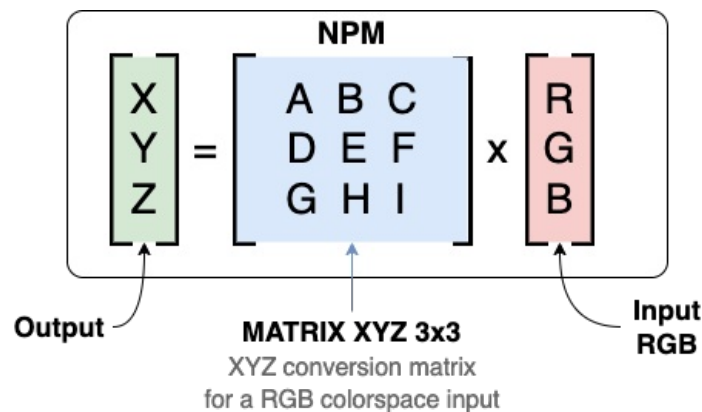 NPM
X
Y
Z
=
A B C
D E F
G H I
x
R
G
B
Output
MATRIX XYZ 3x3
XYZ conversion matrix
for a RGB colorspace input
Input
RGB